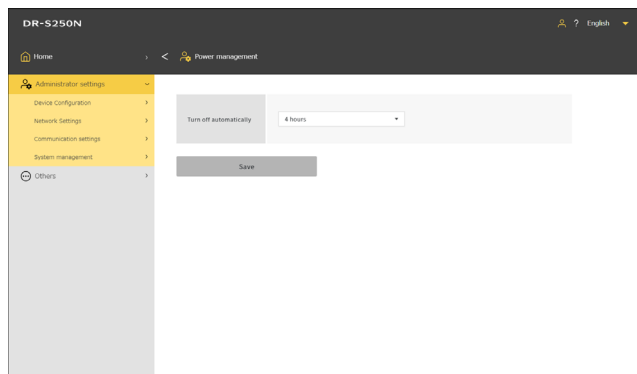 DR-S250N
? English
Home
< Power management
Administrator settings
Device Configuration
Network Settings
Communication settings
System management
Others
Turn off automatically
4 hours
Save